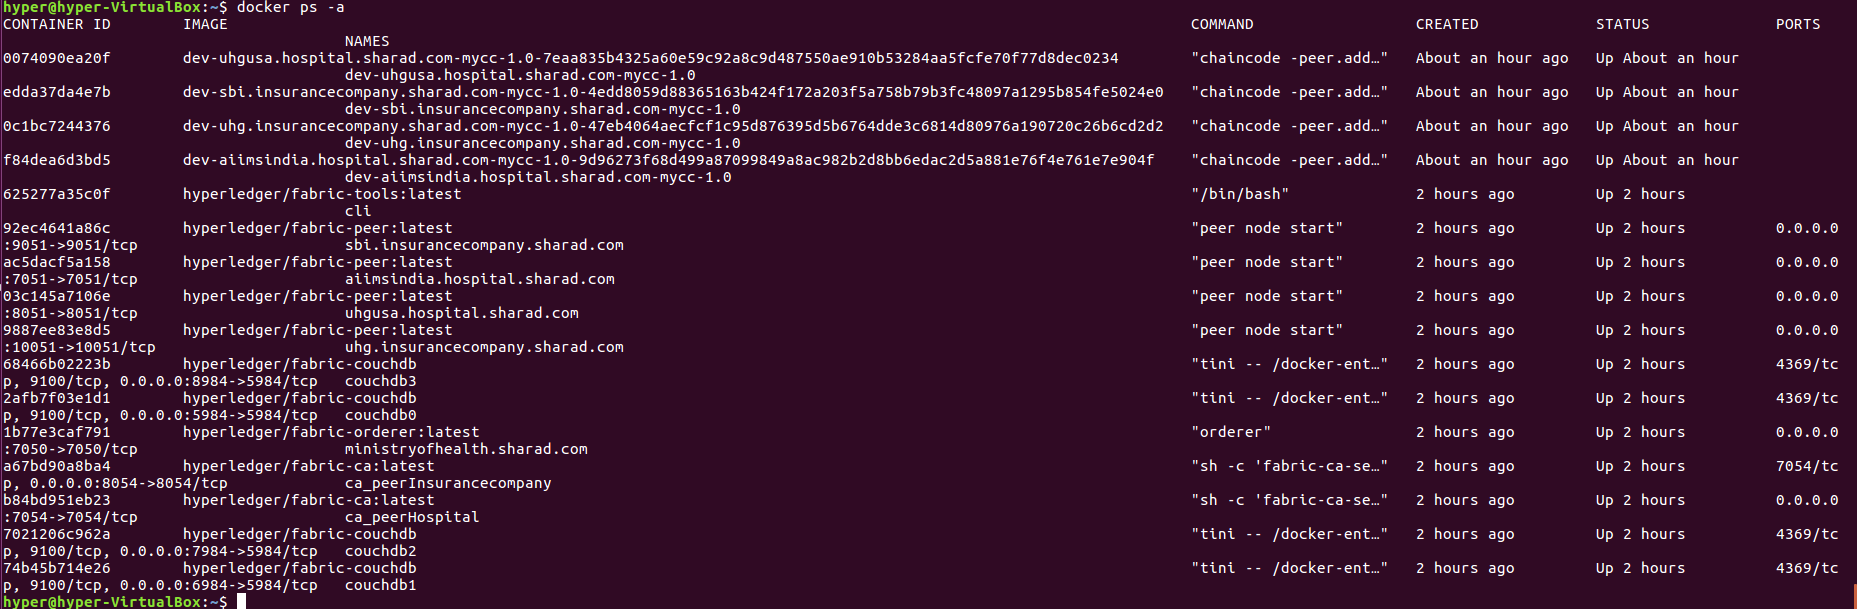 hyper@hyper-VirtualBox:~$ docker ps -a
CONTAINER ID        IMAGE                                                                                                            COMMAND                  CREATED             STATUS              PORTS
                                      NAMES
0074090ea20f        dev-uhgusa.hospital.sharad.com-mycc-1.0-7eaa835b4325a60e59c92a8c9d487550ae910b53284aa5fcfe70f77d8dec0234        "chaincode -peer.add…"   About an hour ago   Up About an hour
                                      dev-uhgusa.hospital.sharad.com-mycc-1.0
edda37da4e7b        dev-sbi.insurancecompany.sharad.com-mycc-1.0-4edd8059d88365163b424f172a203f5a758b79b3fc48097a1295b854fe5024e0   "chaincode -peer.add…"   About an hour ago   Up About an hour
                                      dev-sbi.insurancecompany.sharad.com-mycc-1.0
0c1bc7244376        dev-uhg.insurancecompany.sharad.com-mycc-1.0-47eb4064aecfcf1c95d876395d5b6764dde3c6814d80976a190720c26b6cd2d2   "chaincode -peer.add…"   About an hour ago   Up About an hour
                                      dev-uhg.insurancecompany.sharad.com-mycc-1.0
f84dea6d3bd5        dev-aiimsindia.hospital.sharad.com-mycc-1.0-9d96273f68d499a87099849a8ac982b2d8bb6edac2d5a881e76f4e761e7e904f    "chaincode -peer.add…"   About an hour ago   Up About an hour
                                      dev-aiimsindia.hospital.sharad.com-mycc-1.0
625277a35c0f        hyperledger/fabric-tools:latest        "/bin/bash"              2 hours ago         Up 2 hours
                                      cli
92ec4641a86c        hyperledger/fabric-peer:latest        "peer node start"        2 hours ago         Up 2 hours          0.0.0.0
:9051->9051/tcp                       sbi.insurancecompany.sharad.com
ac5dacf5a158        hyperledger/fabric-peer:latest        "peer node start"        2 hours ago         Up 2 hours          0.0.0.0
:7051->7051/tcp                       aiimsindia.hospital.sharad.com
03c145a7106e        hyperledger/fabric-peer:latest        "peer node start"        2 hours ago         Up 2 hours          0.0.0.0
:8051->8051/tcp                       uhgusa.hospital.sharad.com
9887ee83e8d5        hyperledger/fabric-peer:latest        "peer node start"        2 hours ago         Up 2 hours          0.0.0.0
:10051->10051/tcp                     uhg.insurancecompany.sharad.com
68466b02223b        hyperledger/fabric-couchdb        "tini -- /docker-ent…"   2 hours ago         Up 2 hours          4369/tc
p, 9100/tcp, 0.0.0.0:8984->5984/tcp   couchdb3
2afb7f03e1d1        hyperledger/fabric-couchdb        "tini -- /docker-ent…"   2 hours ago         Up 2 hours          4369/tc
p, 9100/tcp, 0.0.0.0:5984->5984/tcp   couchdb0
1b77e3caf791        hyperledger/fabric-orderer:latest        "orderer"                2 hours ago         Up 2 hours          0.0.0.0
:7050->7050/tcp                       ministryofhealth.sharad.com
a67bd90a8ba4        hyperledger/fabric-ca:latest        "sh -c 'fabric-ca-se…"   2 hours ago         Up 2 hours          7054/tc
p, 0.0.0.0:8054->8054/tcp             ca_peerInsurancecompany
b84bd951eb23        hyperledger/fabric-ca:latest        "sh -c 'fabric-ca-se…"   2 hours ago         Up 2 hours          0.0.0.0
:7054->7054/tcp                       ca_peerHospital
7021206c962a        hyperledger/fabric-couchdb        "tini -- /docker-ent…"   2 hours ago         Up 2 hours          4369/tc
p, 9100/tcp, 0.0.0.0:7984->5984/tcp   couchdb2
74b45b714e26        hyperledger/fabric-couchdb        "tini -- /docker-ent…"   2 hours ago         Up 2 hours          4369/tc
p, 9100/tcp, 0.0.0.0:6984->5984/tcp   couchdb1
hyper@hyper-VirtualBox:~$